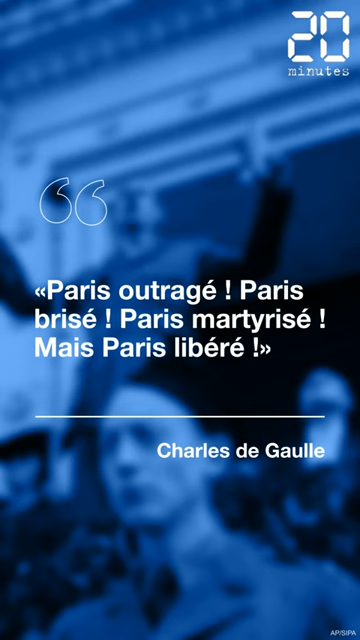 20
minutes
«Paris outragé ! Paris
brisé ! Paris martyrisé !
Mais Paris libéré !»
Charles de Gaulle
AP/SIPA